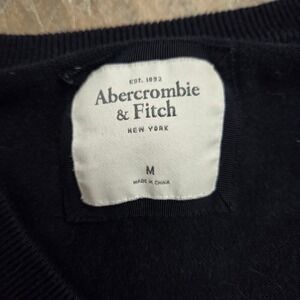 EST. 1892
Abercrombie
& Fitch
NEW YORK
M
MADE IN CHINA